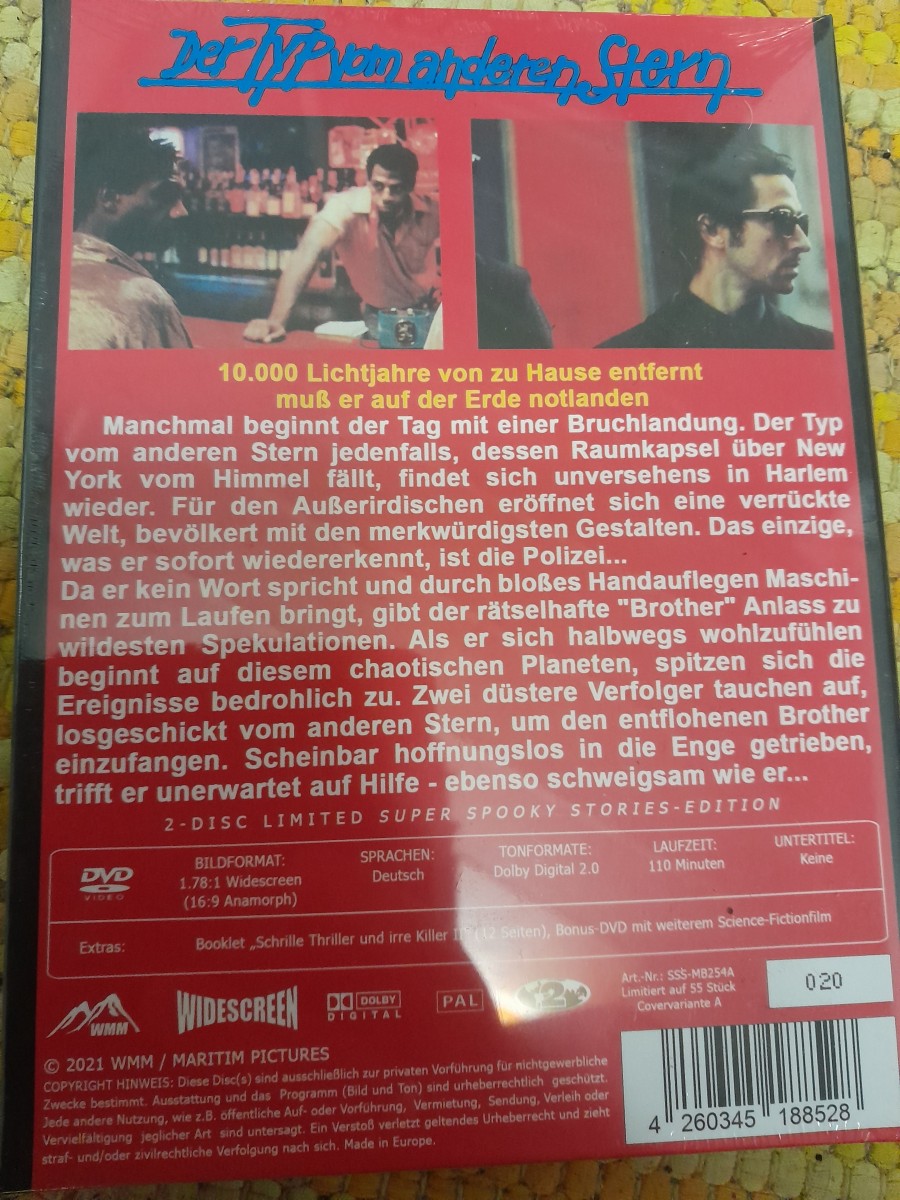 Der Typ vom anderen Stern
10.000 Lichtjahre von zu Hause entfernt
muß er auf der Erde notlanden
Manchmal beginnt der Tag mit einer Bruchlandung. Der Typ
vom anderen Stern jedenfalls, dessen Raumkapsel über New
York vom Himmel fällt, findet sich unversehens in Harlem
wieder. Für den Außerirdischen eröffnet sich eine verrückte
Welt, bevölkert mit den merkwürdigsten Gestalten. Das einzige,
was er sofort wiedererkennt, ist die Polizei...
Da er kein Wort spricht und durch bloßes Handauflegen Maschi-
nen zum Laufen bringt, gibt der rätselhafte "Brother" Anlass zu
wildesten Spekulationen. Als er sich halbwegs wohlzufühlen
beginnt auf diesem chaotischen Planeten, spitzen sich die
Ereignisse bedrohlich zu. Zwei düstere Verfolger tauchen auf,
losgeschickt vom anderen Stern, um den entflohenen Brother
einzufangen. Scheinbar hoffnungslos in die Enge getrieben,
trifft er unerwartet auf Hilfe - ebenso schweigsam wie er...
2-DISC LIMITED SUPER SPOOKY STORIES-EDITION
DVD VIDEO
BILDFORMAT:
1.78:1 Widescreen
(16:9 Anamorph)
SPRACHEN:
Deutsch
TONFORMATE:
Dolby Digital 2.0
LAUFZEIT:
110 Minuten
UNTERTITEL:
Keine
Extras: Booklet „Schrille Thriller und irre Killer II" (12 Seiten), Bonus-DVD mit weiterem Science-Fictionfilm
WMM
WIDESCREEN
DOLBY
DIGITAL
PAL
2
Art.-Nr.: SSS-MB254A
Limitiert auf 55 Stück
Covervariante A
020
© 2021 WMM / MARITIM PICTURES
COPYRIGHT HINWEIS: Diese Disc(s) sind ausschließlich zur privaten Vorführung für nichtgewerbliche
Zwecke bestimmt. Ausstattung und das Programm (Bild und Ton) sind urheberrechtlich geschützt.
Jede andere Nutzung, wie z.B. öffentliche Auf- oder Vorführung, Vermietung, Sendung, Verleih oder
Vervielfältigung jeglicher Art sind untersagt. Ein Verstoß verletzt geltendes Urheberrecht und zieht
straf- und/oder zivilrechtliche Verfolgung nach sich. Made in Europe.
4 260345 188528